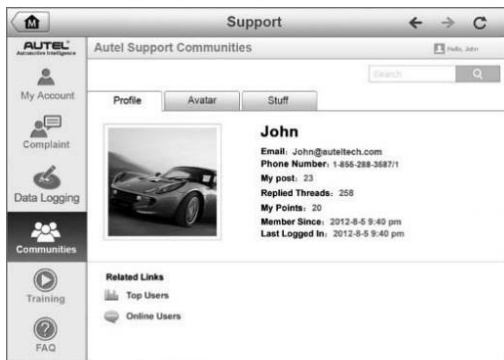 M
Support
AUTEL®
Automotive Intelligence
Autel Support Communities
Hello, John
Search
My Account
Profile
Avatar
Stuff
Complaint
John
Email: John@auteltech.com
Phone Number: 1-855-288-3587/1
My post: 23
Replied Threads: 258
My Points: 20
Member Since: 2012-8-5 9:40 pm
Last Logged In: 2012-8-5 9:40 pm
Data Logging
Communities
Related Links
Top Users
Online Users
Training
FAQ